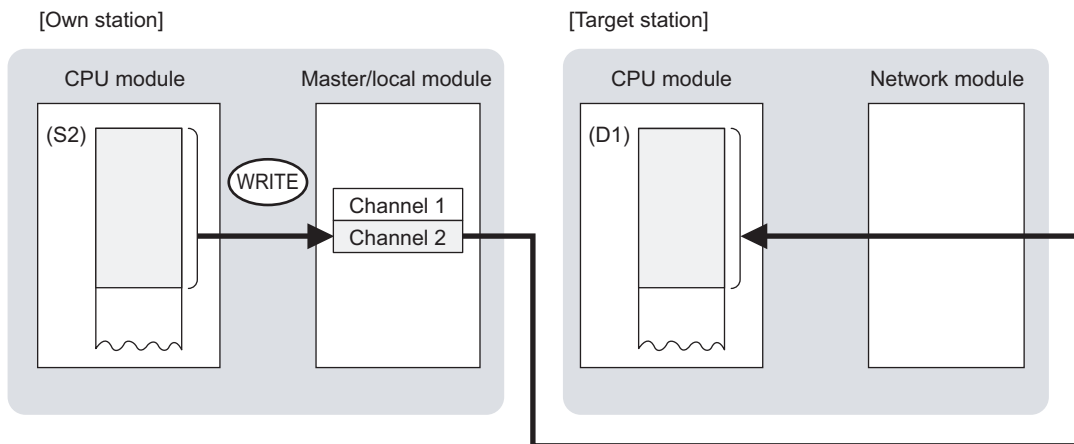 [Own station]
[Target station]
CPU module
Master/local module
CPU module
Network module
(S2)
(D1)
WRITE
Channel 1
Channel 2